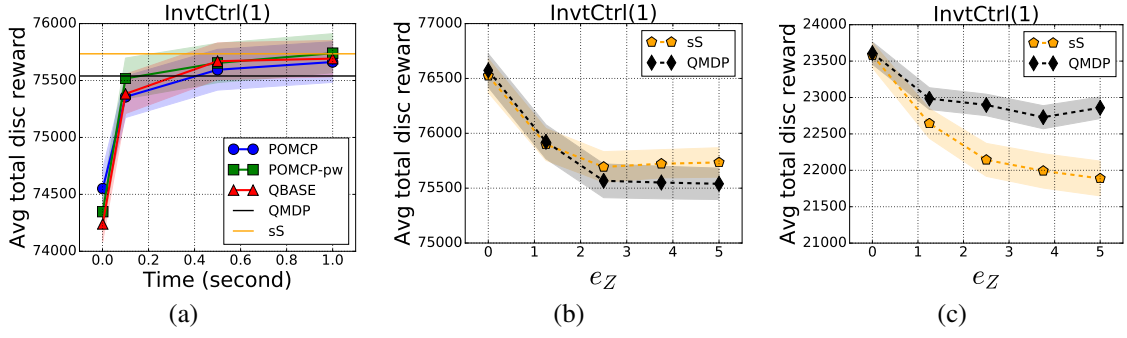 InvtCtrl(1)
Avg total disc reward
76000
75500
75000
74500
74000
POMCP
POMCP-pw
QBASE
QMDP
sS
0.0 0.2 0.4 0.6 0.8 1.0
Time (second)
(a)
InvtCtrl(1)
Avg total disc reward
77000
76500
76000
75500
75000
sS
QMDP
0 1 2 3 4 5
e_Z
(b)
InvtCtrl(1)
Avg total disc reward
24000
23500
23000
22500
22000
21500
21000
sS
QMDP
0 1 2 3 4 5
e_Z
(c)